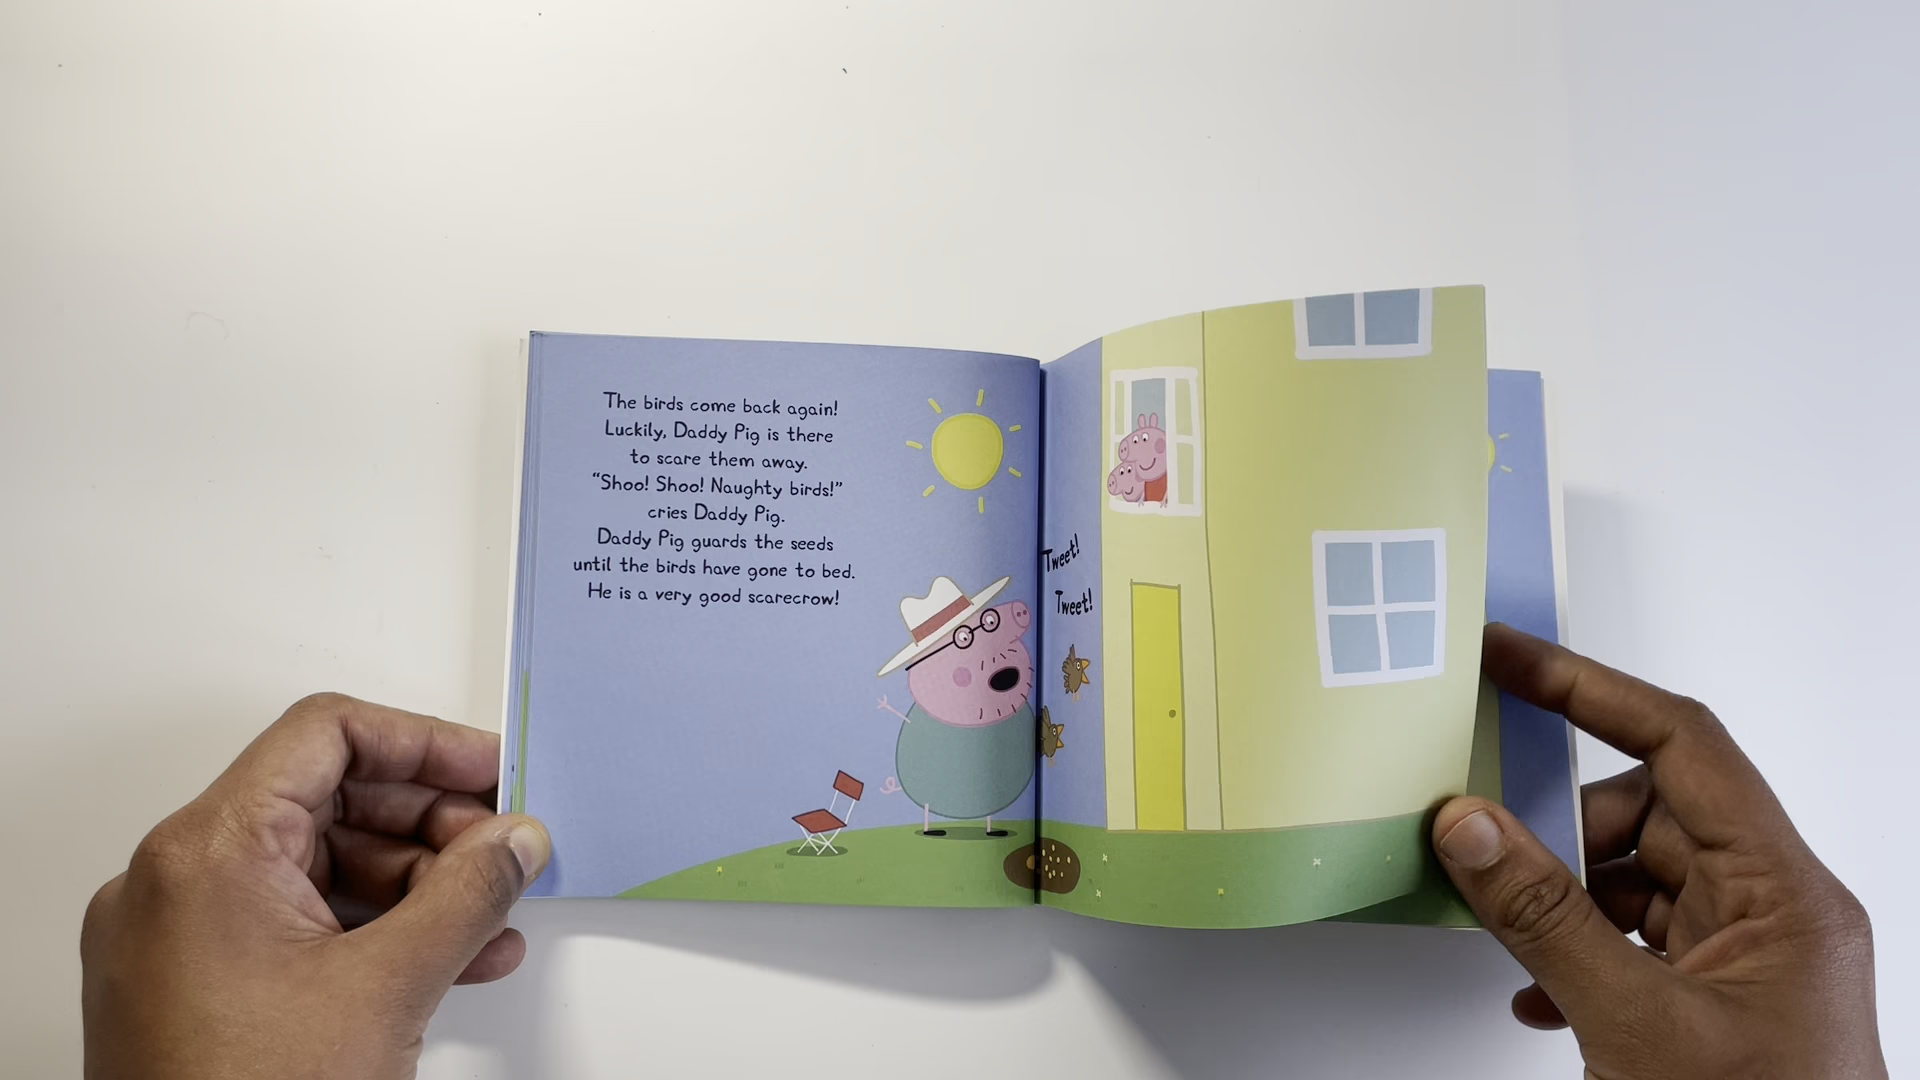 The birds come back again!
Luckily, Daddy Pig is there
to scare them away.
“Shoo! Shoo! Naughty birds!”
cries Daddy Pig.
Daddy Pig guards the seeds
until the birds have gone to bed.
He is a very good scarecrow!
Tweet!
Tweet!